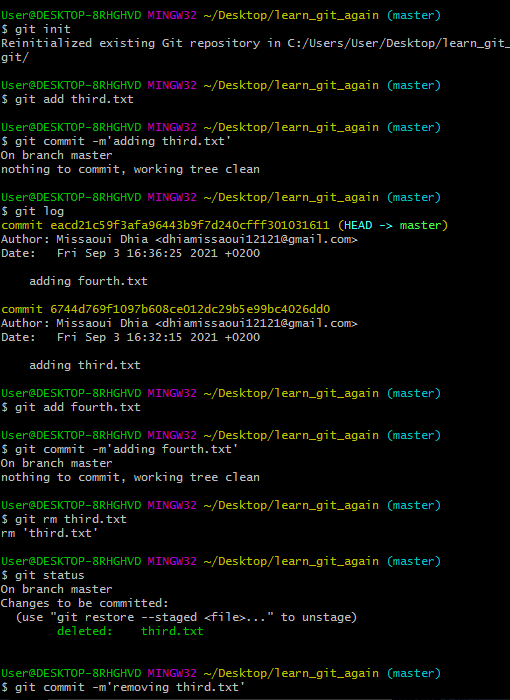 User@DESKTOP-8RHGHVD MINGW32 ~/Desktop/learn_git_again (master)
$ git init
Reinitialized existing Git repository in C:/Users/User/Desktop/learn_git_
git/
User@DESKTOP-8RHGHVD MINGW32 ~/Desktop/learn_git_again (master)
$ git add third.txt
User@DESKTOP-8RHGHVD MINGW32 ~/Desktop/learn_git_again (master)
$ git commit -m'adding third.txt'
On branch master
nothing to commit, working tree clean
User@DESKTOP-8RHGHVD MINGW32 ~/Desktop/learn_git_again (master)
$ git log
commit eacd21c59f3afa96443b9f7d240cfff301031611 (HEAD -> master)
Author: Missaoui Dhia <dhiamissaoui12121@gmail.com>
Date:   Fri Sep 3 16:36:25 2021 +0200
    adding fourth.txt
commit 6744d769f1097b608ce012dc29b5e99bc4026dd0
Author: Missaoui Dhia <dhiamissaoui12121@gmail.com>
Date:   Fri Sep 3 16:32:15 2021 +0200
    adding third.txt
User@DESKTOP-8RHGHVD MINGW32 ~/Desktop/learn_git_again (master)
$ git add fourth.txt
User@DESKTOP-8RHGHVD MINGW32 ~/Desktop/learn_git_again (master)
$ git commit -m'adding fourth.txt'
On branch master
nothing to commit, working tree clean
User@DESKTOP-8RHGHVD MINGW32 ~/Desktop/learn_git_again (master)
$ git rm third.txt
rm 'third.txt'
User@DESKTOP-8RHGHVD MINGW32 ~/Desktop/learn_git_again (master)
$ git status
On branch master
Changes to be committed:
  (use "git restore --staged <file>..." to unstage)
        deleted:    third.txt
User@DESKTOP-8RHGHVD MINGW32 ~/Desktop/learn_git_again (master)
$ git commit -m'removing third.txt'